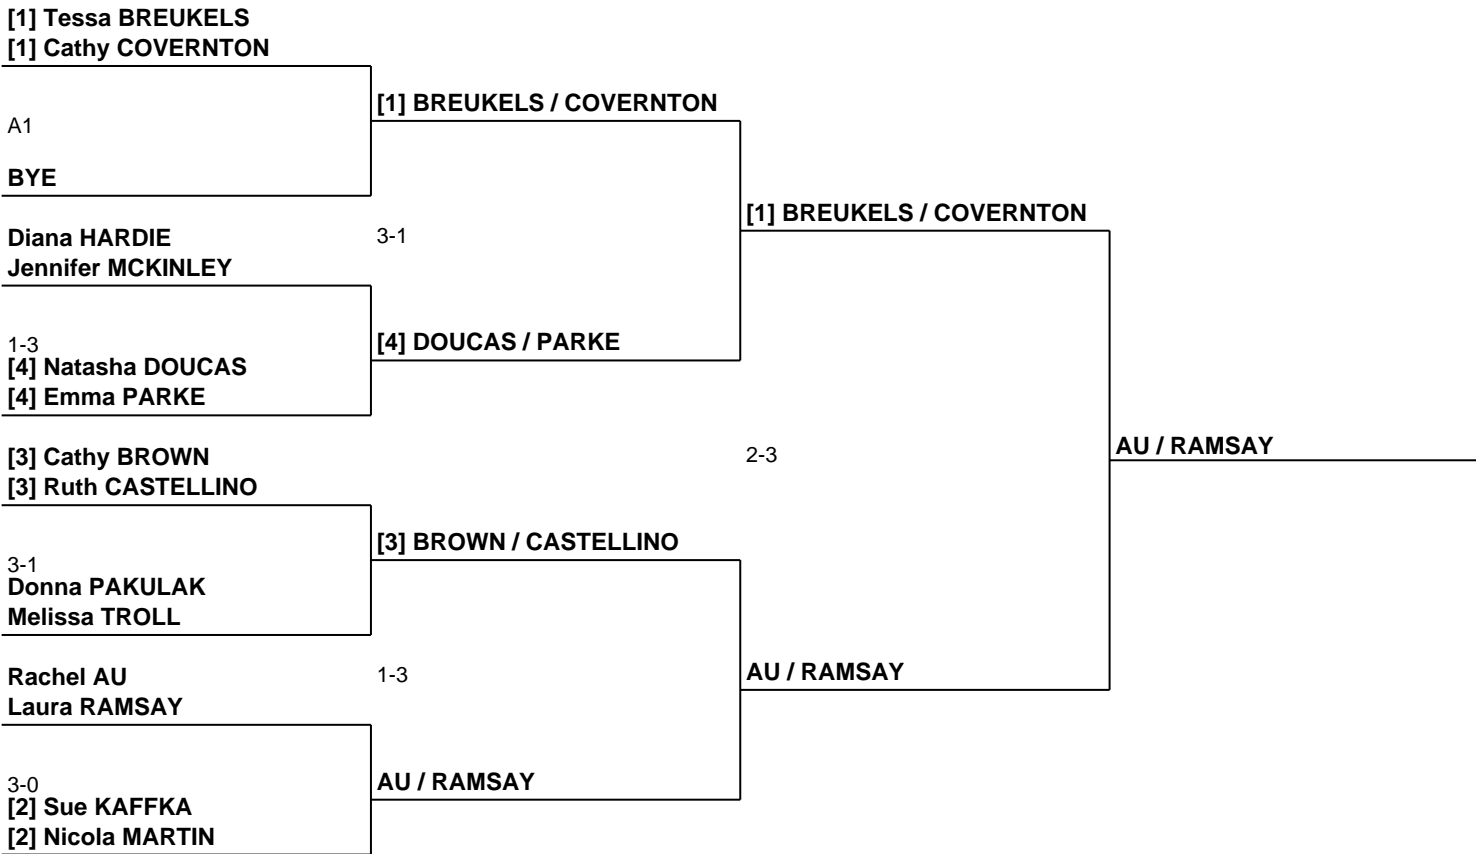 [1] Tessa BREUKELS
[1] Cathy COVERNTON
[1] BREUKELS / COVERNTON
A1
BYE
[1] BREUKELS / COVERNTON
Diana HARDIE
3-1
Jennifer MCKINLEY
1-3
[4] DOUCAS / PARKE
[4] Natasha DOUCAS
[4] Emma PARKE
AU / RAMSAY
[3] Cathy BROWN
2-3
[3] Ruth CASTELLINO
[3] BROWN / CASTELLINO
3-1
Donna PAKULAK
Melissa TROLL
Rachel AU
1-3
AU / RAMSAY
Laura RAMSAY
3-0
AU / RAMSAY
[2] Sue KAFFKA
[2] Nicola MARTIN